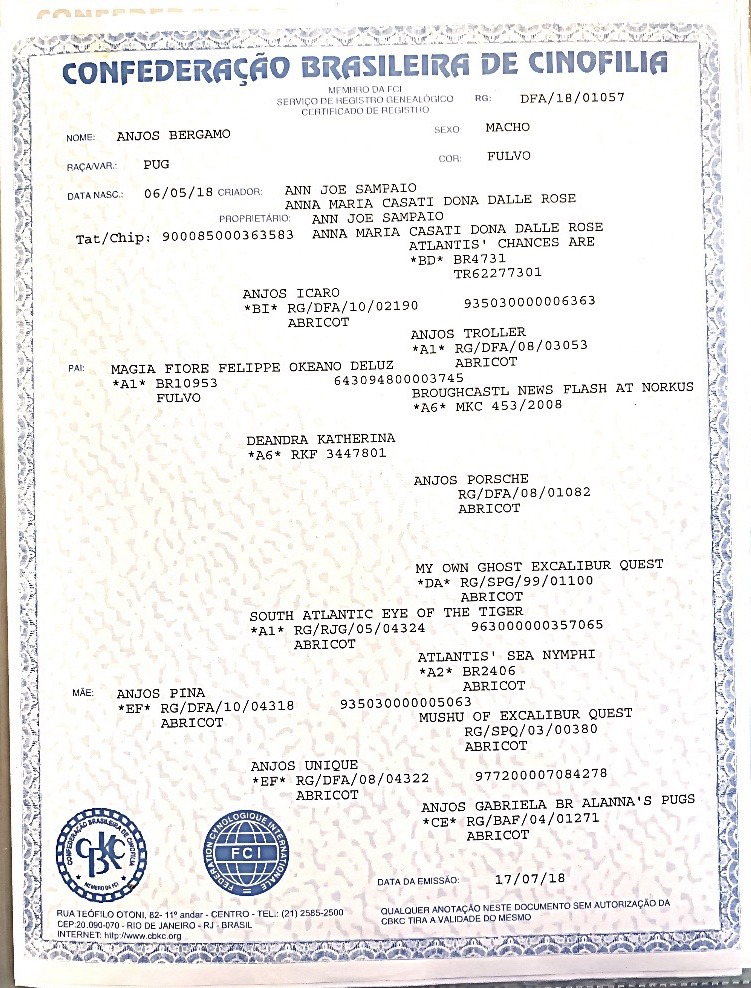 CONFEDERAÇÃO BRASILEIRA DE CINOFILIA
MEMBRO DA FCI
SERVIÇO DE REGISTRO GENEALÓGICO
CERTIFICADO DE REGISTRO
RG: DFA/18/01057
NOME: ANJOS BERGAMO
SEXO MACHO
RAÇA/VAR.: PUG
COR: FULVO
DATA NASC.: 06/05/18 CRIADOR: ANN JOE SAMPAIO
ANNA MARIA CASATI DONA DALLE ROSE
PROPRIETÁRIO: ANN JOE SAMPAIO
Tat/Chip: 900085000363583 ANNA MARIA CASATI DONA DALLE ROSE
ATLANTIS' CHANCES ARE
*BD* BR4731
TR62277301
ANJOS ICARO
*BI* RG/DFA/10/02190 935030000006363
ABRICOT
ANJOS TROLLER
*A1* RG/DFA/08/03053
ABRICOT
PAI: MAGIA FIORE FELIPPE OKEANO DELUZ
*A1* BR10953 643094800003745
FULVO
BROUGHCASTL NEWS FLASH AT NORKUS
*A6* MKC 453/2008
DEANDRA KATHERINA
*A6* RKF 3447801
ANJOS PORSCHE
RG/DFA/08/01082
ABRICOT
MY OWN GHOST EXCALIBUR QUEST
*DA* RG/SPG/99/01100
ABRICOT
SOUTH ATLANTIC EYE OF THE TIGER
*A1* RG/RJG/05/04324 963000000357065
ABRICOT
ATLANTIS' SEA NYMPHI
*A2* BR2406
ABRICOT
MÃE: ANJOS PINA
*EF* RG/DFA/10/04318 935030000005063
ABRICOT
MUSHU OF EXCALIBUR QUEST
RG/SPQ/03/00380
ABRICOT
ANJOS UNIQUE
*EF* RG/DFA/08/04322 977200007084278
ABRICOT
ANJOS GABRIELA BR ALANNA'S PUGS
*CE* RG/BAF/04/01271
ABRICOT
CONFEDERAÇÃO BRASILEIRA DE CINOFILIA
CBKC
MEMBRO DA FCI
FEDERATION CYNOLOGIQUE INTERNATIONALE
FCI
DATA DA EMISSÃO: 17/07/18
RUA TEÓFILO OTONI, 82- 11º andar - CENTRO - TEL.: (21) 2585-2500
CEP:20.090-070 - RIO DE JANEIRO - RJ - BRASIL
INTERNET: http://www.cbkc.org
QUALQUER ANOTAÇÃO NESTE DOCUMENTO SEM AUTORIZAÇÃO DA
CBKC TIRA A VALIDADE DO MESMO